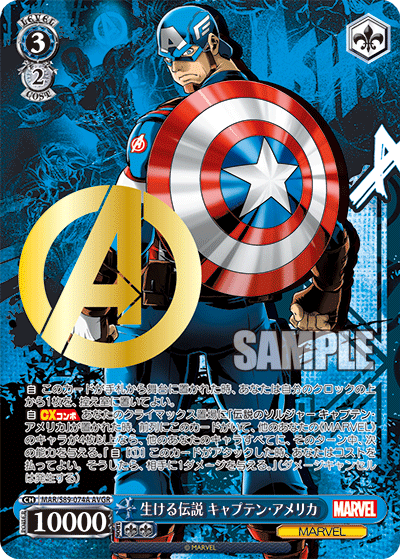 LEVEL
3
2
COST
A
SAMPLE
自 このカードが手札から舞台に置かれた時、あなたは自分のクロックの上
から1枚を、控え室に置いてよい。
自 CXコンボ あなたのクライマックス置場に「伝説のソルジャー キャプテン・
アメリカ」が置かれた時、前列にこのカードがいて、他のあなたの《MARVEL》
のキャラが4枚以上なら、あなたのキャラすべてに、そのターン中、次
の能力を与える。『自 [(1)] このカードがアタックした時、あなたはコストを
払ってよい。そうしたら、相手に1ダメージを与える。』(ダメージキャンセル
は発生する)
CH MAR/S89-074A AVGR
POWER
10000
生ける伝説 キャプテン・アメリカ
MARVEL
MARVEL
© MARVEL